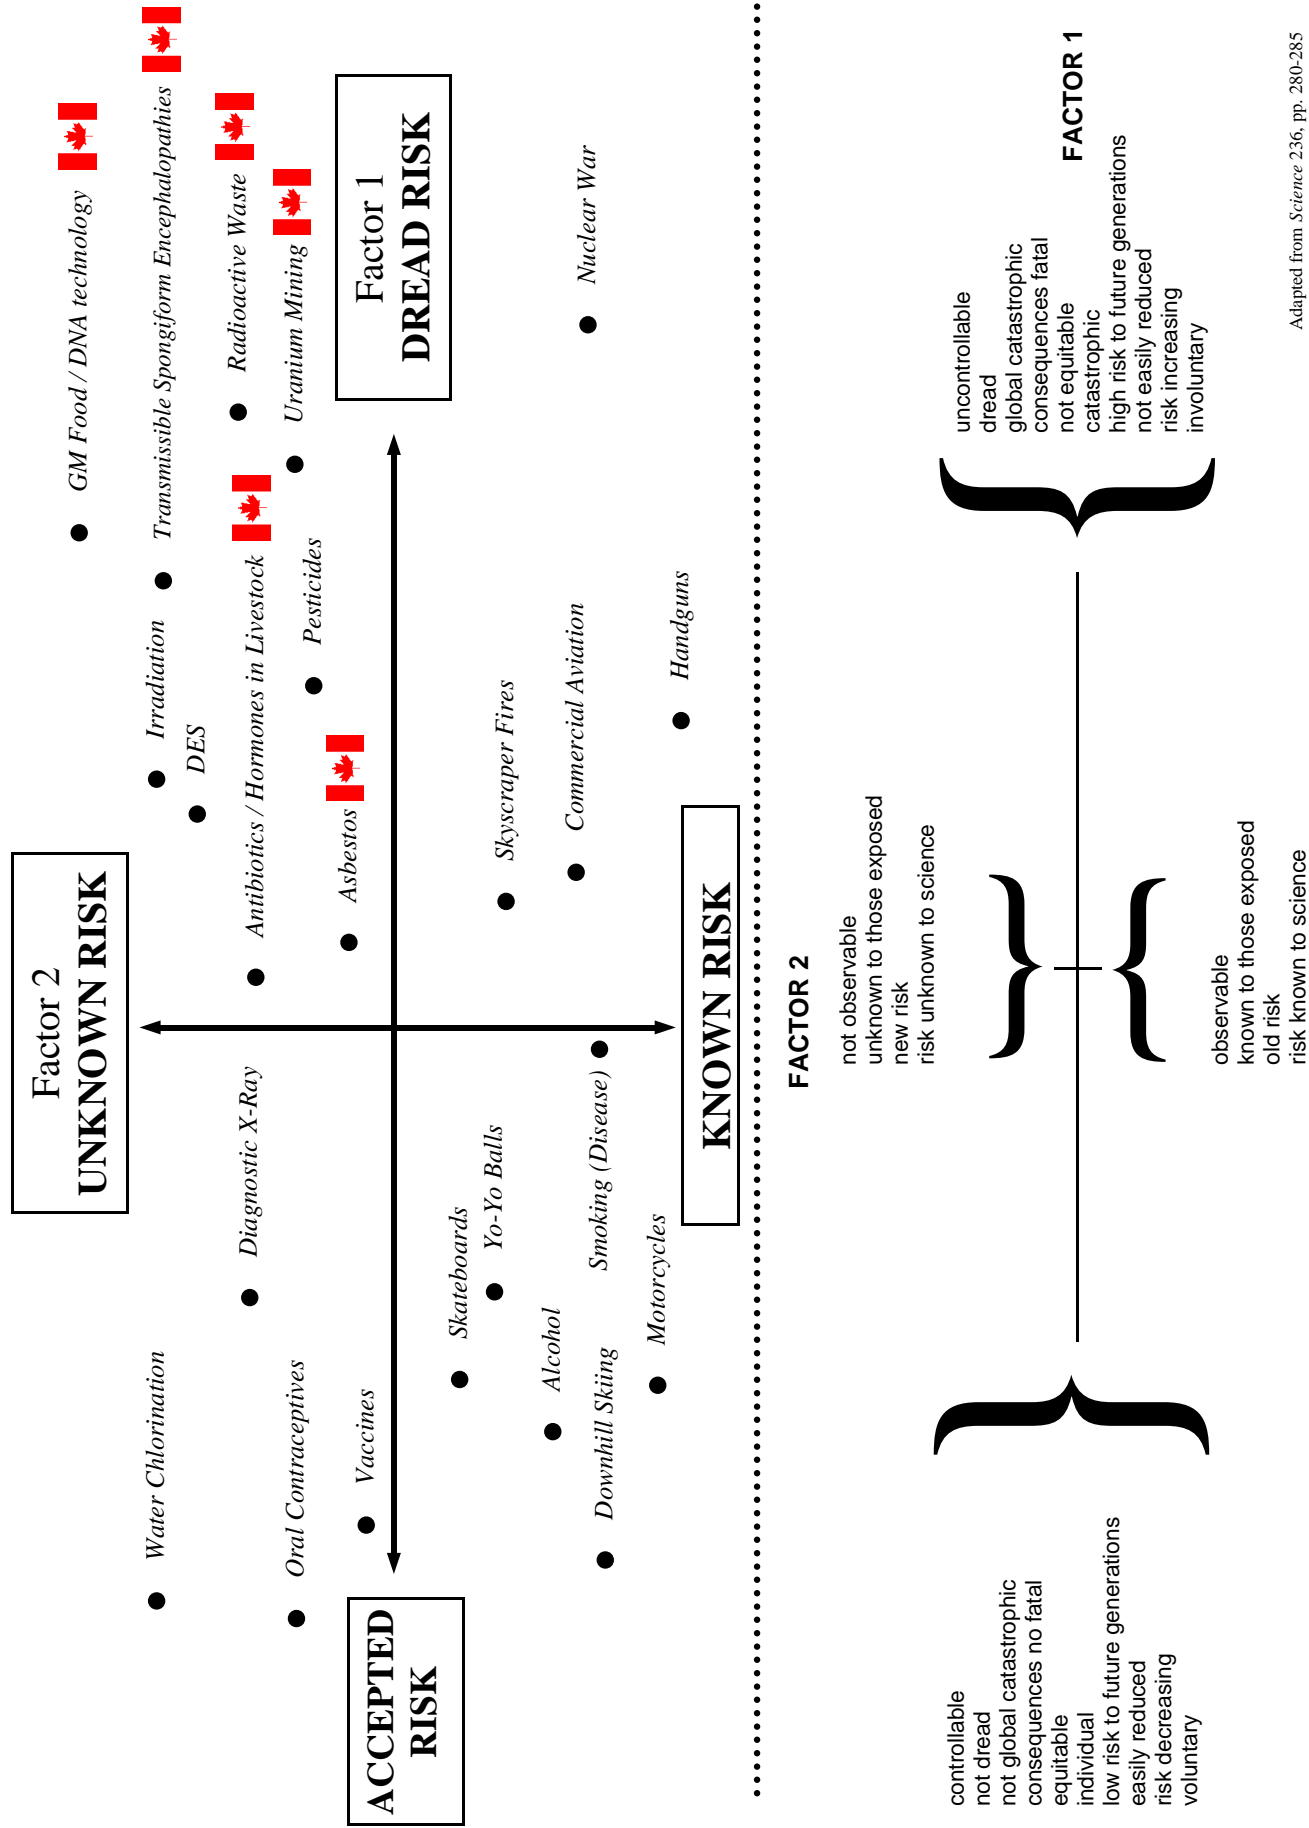 Factor 2
UNKNOWN RISK
GM Food / DNA technology
Water Chlorination
Irradiation
Transmissible Spongiform Encephalopathies
DES
Diagnostic X-Ray
Antibiotics / Hormones in Livestock
Radioactive Waste
Oral Contraceptives
Pesticides
Uranium Mining
Vaccines
Asbestos
ACCEPTED
RISK
Factor 1
DREAD RISK
Skateboards
Yo-Yo Balls
Skyscraper Fires
Alcohol
Commercial Aviation
Nuclear War
Downhill Skiing
Smoking (Disease)
Motorcycles
Handguns
KNOWN RISK
FACTOR 2
not observable
unknown to those exposed
new risk
risk unknown to science
controllable
not dread
not global catastrophic
consequences no fatal
equitable
individual
low risk to future generations
easily reduced
risk decreasing
voluntary
uncontrollable
dread
global catastrophic
consequences fatal
not equitable
catastrophic
high risk to future generations
not easily reduced
risk increasing
involuntary
FACTOR 1
observable
known to those exposed
old risk
risk known to science
Adapted from Science 236, pp. 280-285